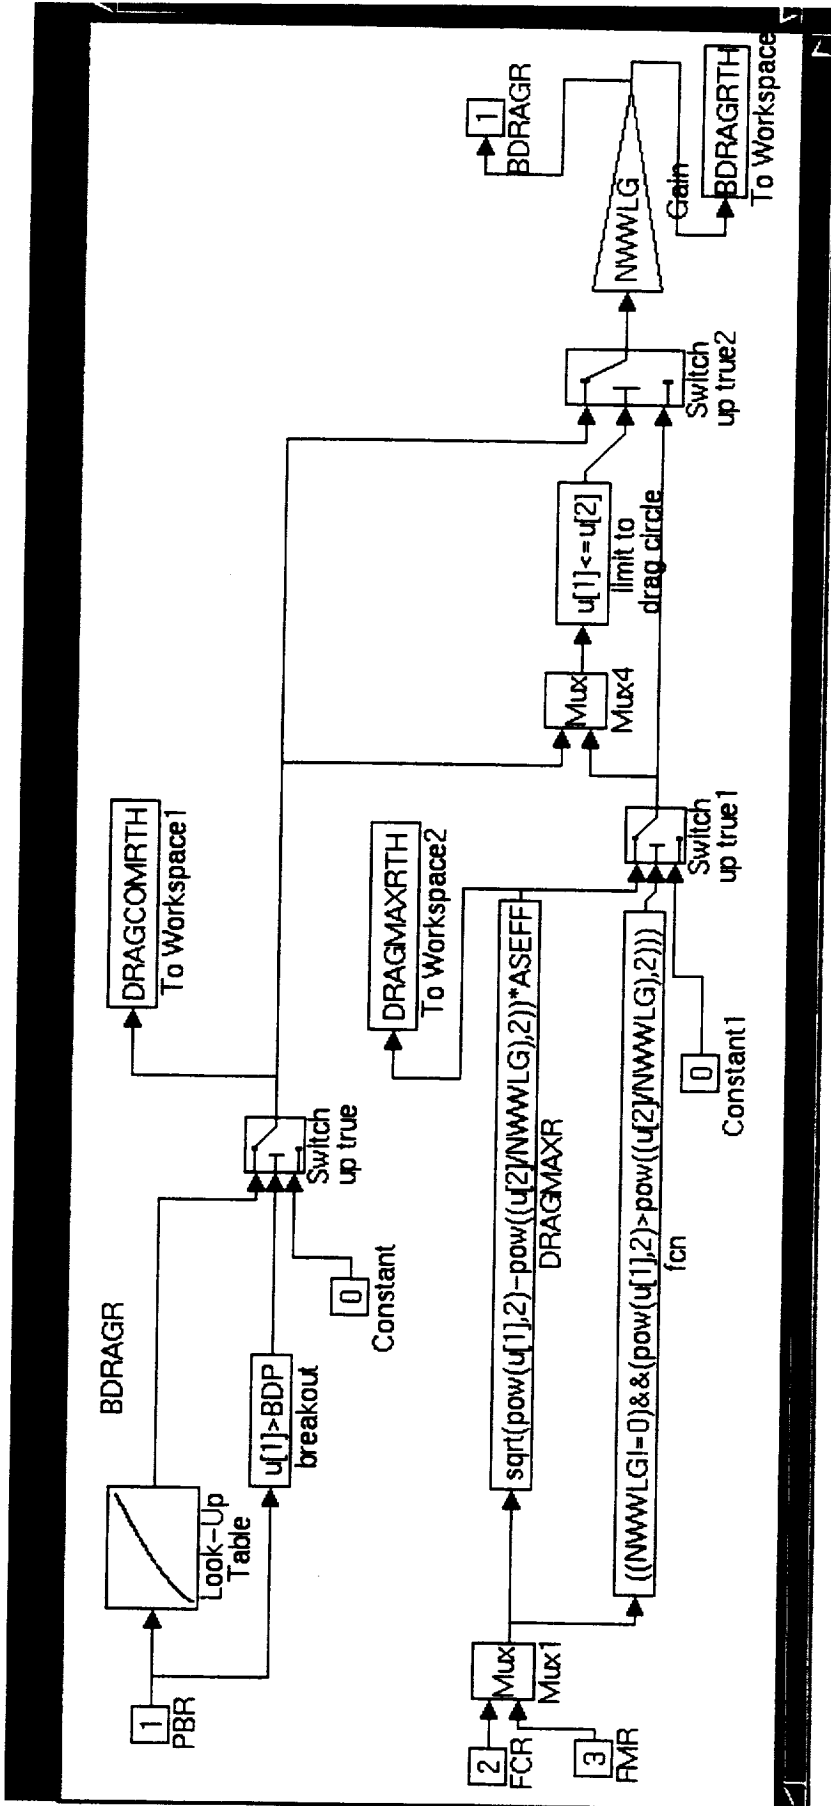 1
PBR
Look-Up
Table
BDRAGR
u[1]>BDP
breakout
0
Constant
Switch
up true
DRAGCOMRTH
To Workspace1
2
FCR
3
FMR
Mux
Mux1
sqrt(pow(u[1],2)-pow((u[2]/NWWLG),2))*ASEFF
DRAGMAXR
((NWWLG!=0)&&(pow(u[1],2)>pow((u[2]/NWWLG),2)))
fcn
0
Constant1
DRAGMAXRTH
To Workspace2
Switch
up true1
Mux
Mux4
u[1]<=u[2]
limit to
drag circle
Switch
up true2
NWWLG
Gain
1
BDRAGR
BDRAGRTH
To Workspace